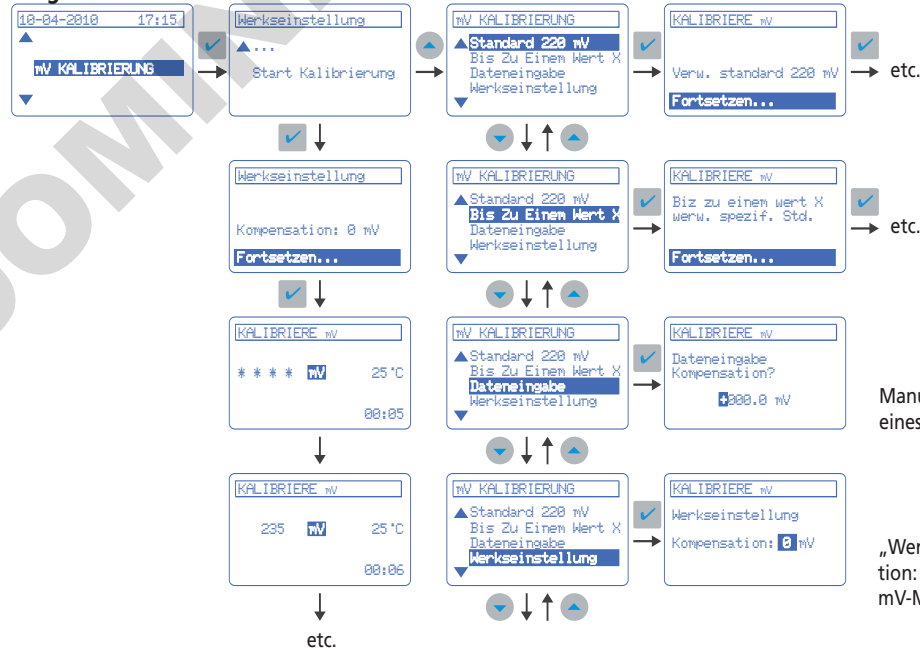 10-04-2010 17:15
mV KALIBRIERUNG
Werkseinstellung
...
Start Kalibrierung
mV KALIBRIERUNG
Standard 220 mV
Bis Zu Einem Wert X
Dateneingabe
Werkseinstellung
KALIBRIERE mV
Verw. standard 220 mV
Fortsetzen...
etc.
Werkseinstellung
Kompensation: 0 mV
Fortsetzen...
mV KALIBRIERUNG
Standard 220 mV
Bis Zu Einem Wert X
Dateneingabe
Werkseinstellung
KALIBRIERE mV
Biz zu einem wert X
werw. spezif. Std.
Fortsetzen...
etc.
KALIBRIERE mV
**** mV 25°C
00:05
mV KALIBRIERUNG
Standard 220 mV
Bis Zu Einem Wert X
Dateneingabe
Werkseinstellung
KALIBRIERE mV
Dateneingabe
Kompensation?
+000.0 mV
eines
KALIBRIERE mV
235 mV 25°C
00:06
mV KALIBRIERUNG
Standard 220 mV
Bis Zu Einem Wert X
Dateneingabe
Werkseinstellung
KALIBRIERE mV
Werkseinstellung
Kompensation: 0 mV
tion:
etc.